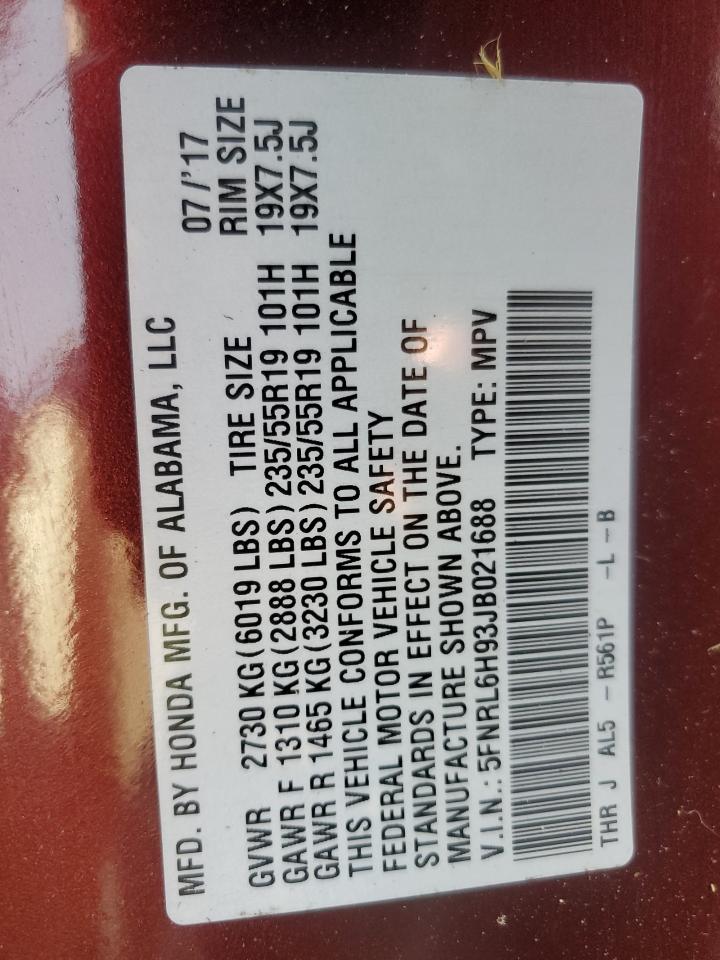 MFD. BY HONDA MFG. OF ALABAMA, LLC 07/'17
GVWR 2730 KG(6019 LBS) TIRE SIZE RIM SIZE
GAWR F 1310 KG(2888 LBS) 235/55R19 101H 19X7.5J
GAWR R 1465 KG(3230 LBS) 235/55R19 101H 19X7.5J
THIS VEHICLE CONFORMS TO ALL APPLICABLE
FEDERAL MOTOR VEHICLE SAFETY
STANDARDS IN EFFECT ON THE DATE OF
MANUFACTURE SHOWN ABOVE.
V.I.N.: 5FNRL6H93JB021688 TYPE: MPV
THR J AL5 -R561P -L-B